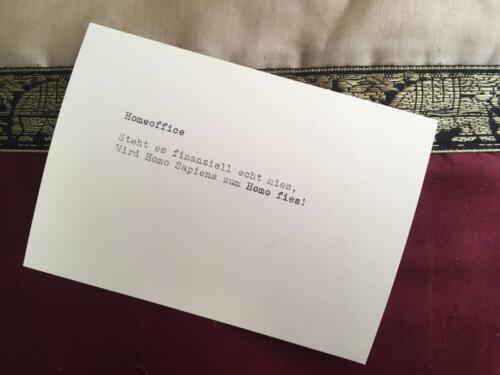 Homeoffice
Steht es finanziell echt mies,
Wird Homo Sapiens zum Homo fies!